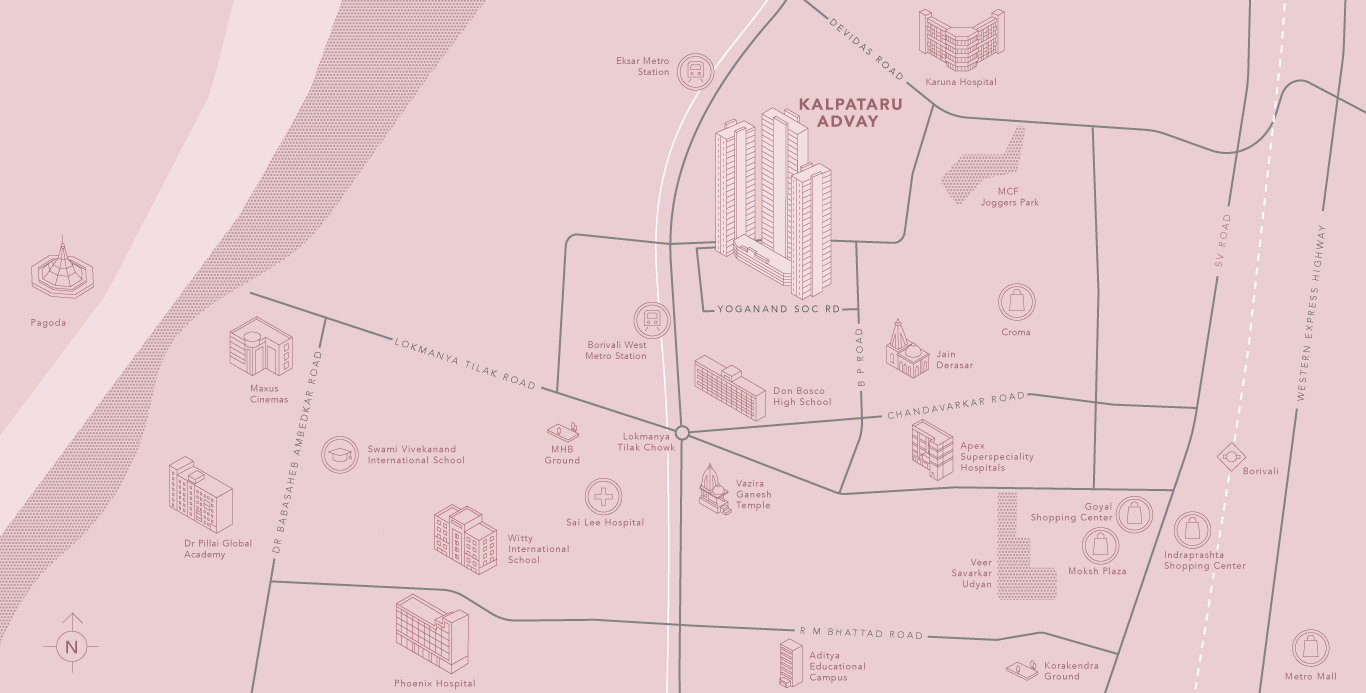 DEVIDAS ROAD
Karuna Hospital
Eksar Metro
Station
KALPATARU
ADVAY
MCF
Joggers Park
SV ROAD
WESTERN EXPRESS HIGHWAY
Pagoda
YOGANAND SOC RD
Croma
Borivali West
Metro Station
LOKMANYA TILAK ROAD
B P ROAD
Jain
Derasar
Maxus
Cinemas
DR BABASAHEB AMBEDKAR ROAD
Don Bosco
High School
CHANDAVARKAR ROAD
Lokmanya
Tilak Chowk
MHB
Ground
Swami Vivekanand
International School
Apex
Superspeciality
Hospitals
Borivali
Vazira
Ganesh
Temple
Sai Lee Hospital
Goyal
Shopping Center
Dr Pillai Global
Academy
Witty
International
School
Moksh Plaza
Indraprashta
Shopping Center
Veer
Savarkar
Udyan
N
R M BHATTAD ROAD
Phoenix Hospital
Aditya
Educational
Campus
Korakendra
Ground
Metro Mall